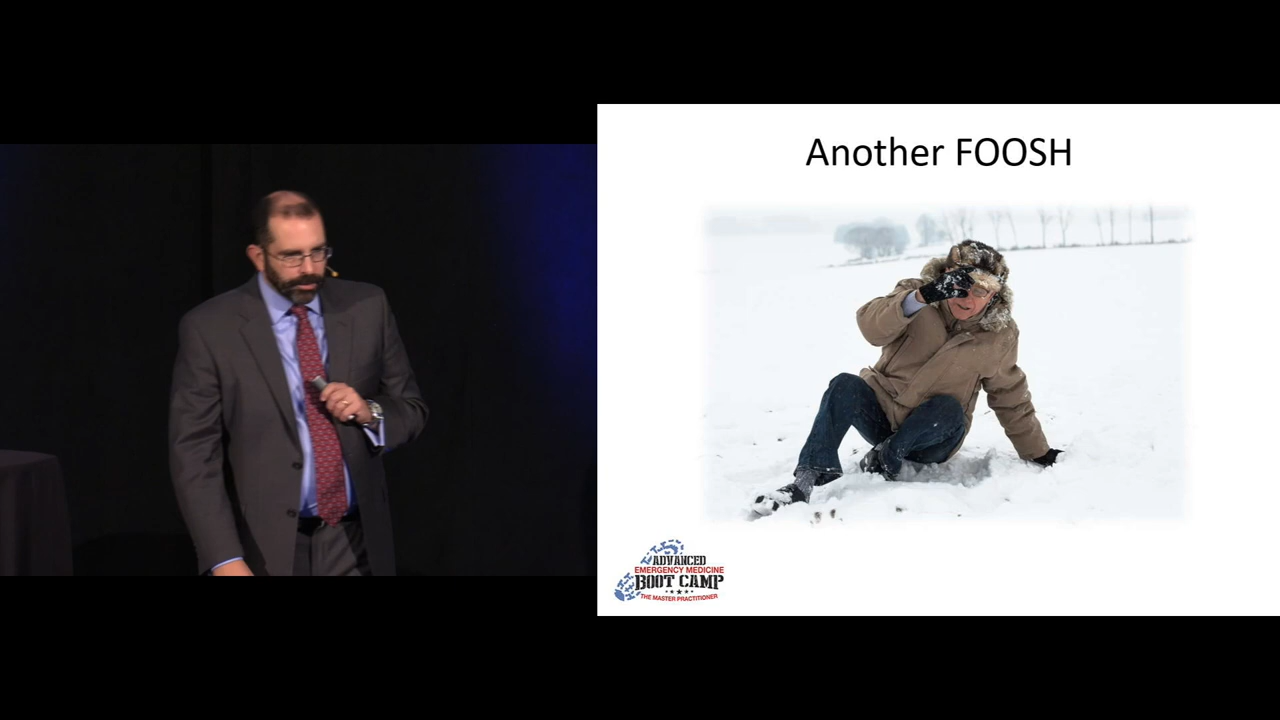 Another FOOSH
ADVANCED
EMERGENCY MEDICINE
BOOT CAMP
THE MASTER PRACTITIONER